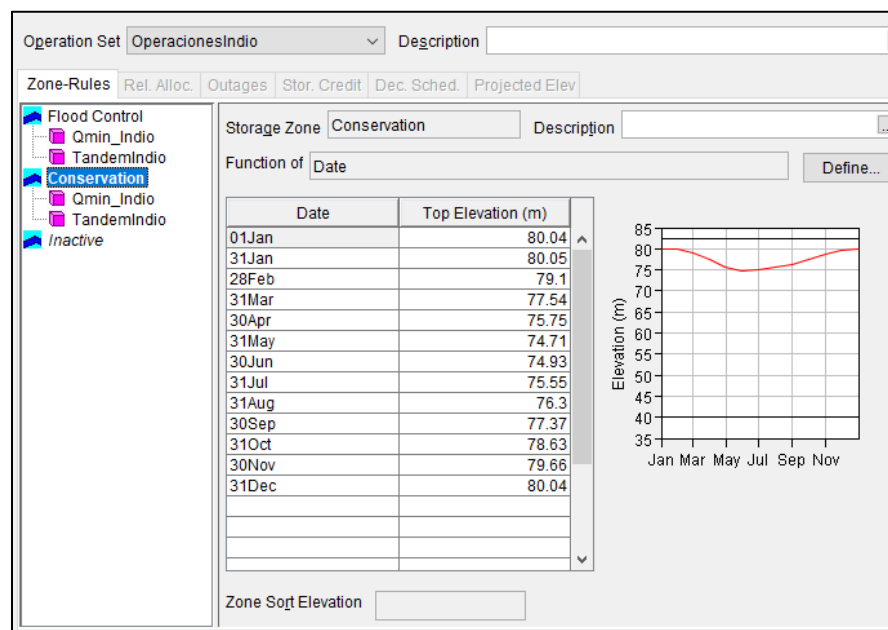 Operation Set OperacionesIndio Description
Zone-Rules Rel. Alloc. Outages Stor. Credit Dec. Sched. Projected Elev
Flood Control
Qmin_Indio
TandemIndio
Conservation
Qmin_Indio
TandemIndio
Inactive
Storage Zone Conservation Description ...
Function of Date Define...
Date Top Elevation (m)
01Jan 80.04
31Jan 80.05
28Feb 79.1
31Mar 77.54
30Apr 75.75
31May 74.71
30Jun 74.93
31Jul 75.55
31Aug 76.3
30Sep 77.37
31Oct 78.63
30Nov 79.66
31Dec 80.04
Zone Sort Elevation
Elevation (m)
85
80
75
70
65
60
55
50
45
40
35
Jan Mar May Jul Sep Nov